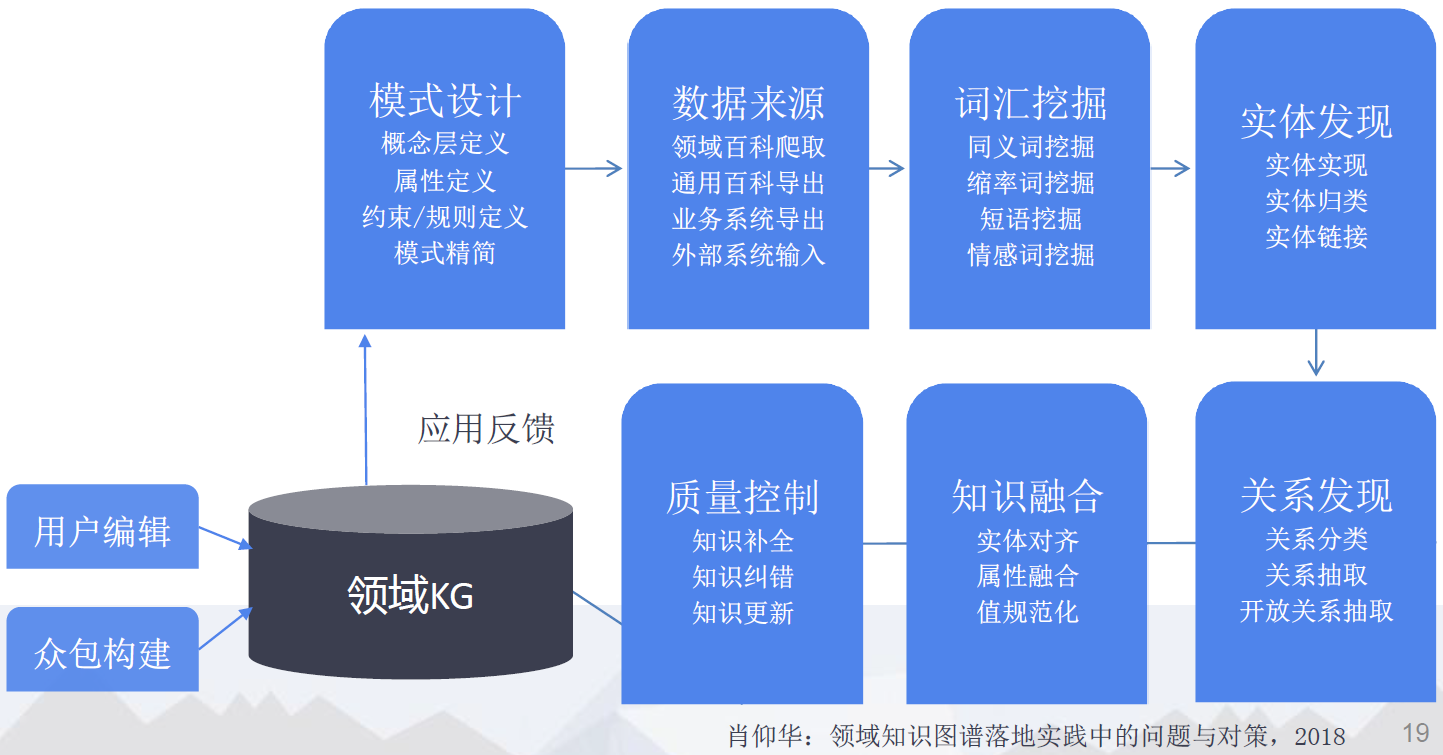 模式设计
概念层定义
属性定义
约束/规则定义
模式精简
数据来源
领域百科爬取
通用百科导出
业务系统导出
外部系统输入
词汇挖掘
同义词挖掘
缩率词挖掘
短语挖掘
情感词挖掘
实体发现
实体实现
实体归类
实体链接
应用反馈
用户编辑
众包构建
领域KG
质量控制
知识补全
知识纠错
知识更新
知识融合
实体对齐
属性融合
值规范化
关系发现
关系分类
关系抽取
开放关系抽取
肖仰华：领域知识图谱落地实践中的问题与对策，2018
19